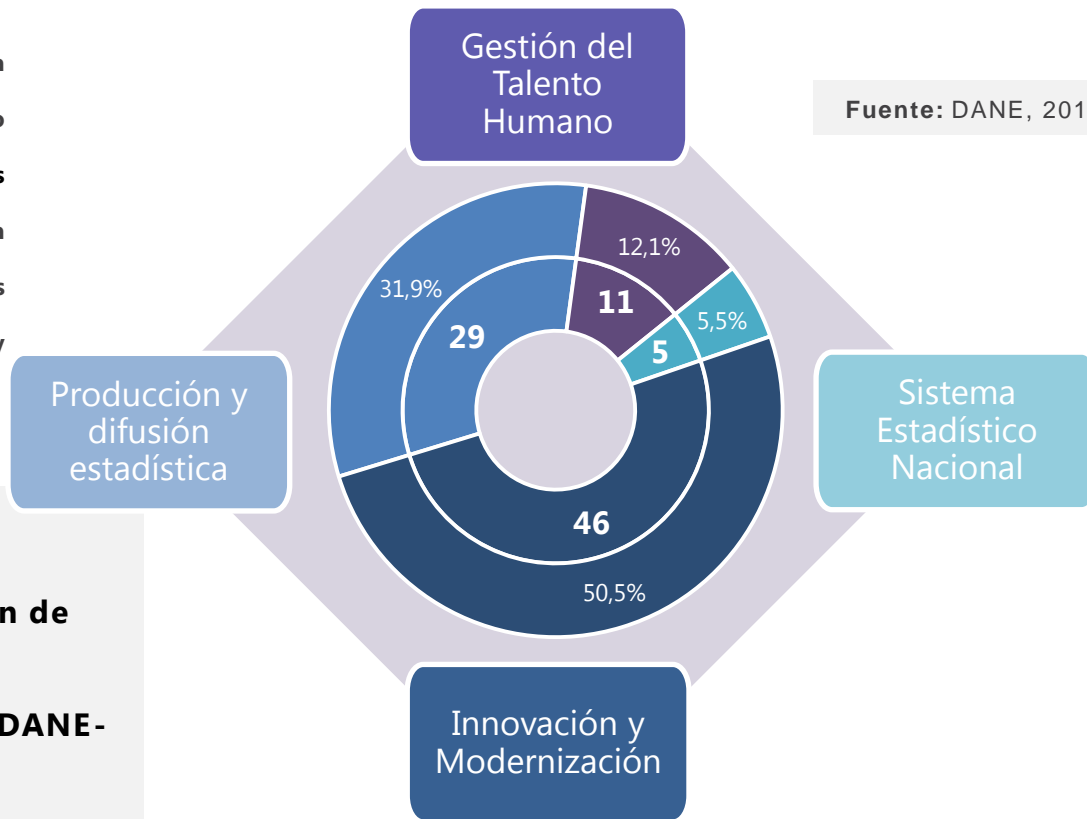 Gestión del
Talento
Humano
Fuente: DANE, 201
12,1%
31,9%
11
5,5%
29
5
Producción y
difusión
estadística
Sistema
Estadístico
Nacional
46
50,5%
n de
DANE-
Innovación y
Modernización